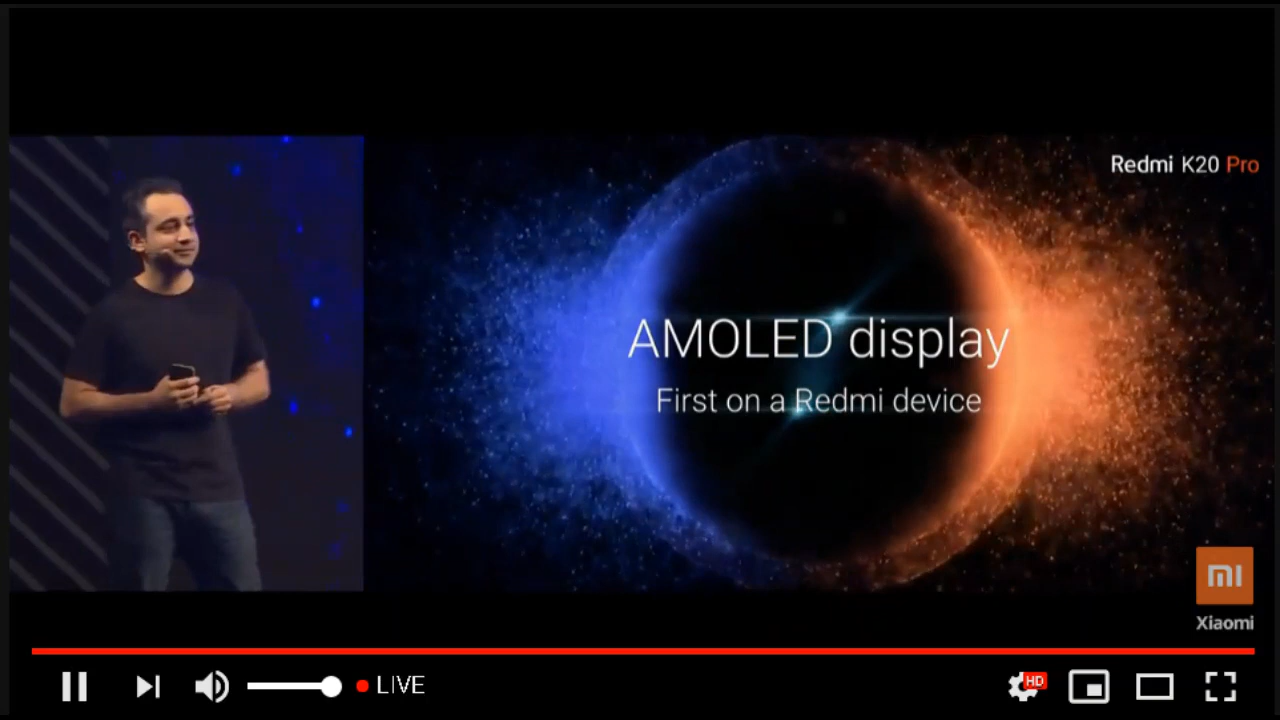 Redmi K20 Pro
AMOLED display
First on a Redmi device
mi
Xiaomi
LIVE
HD